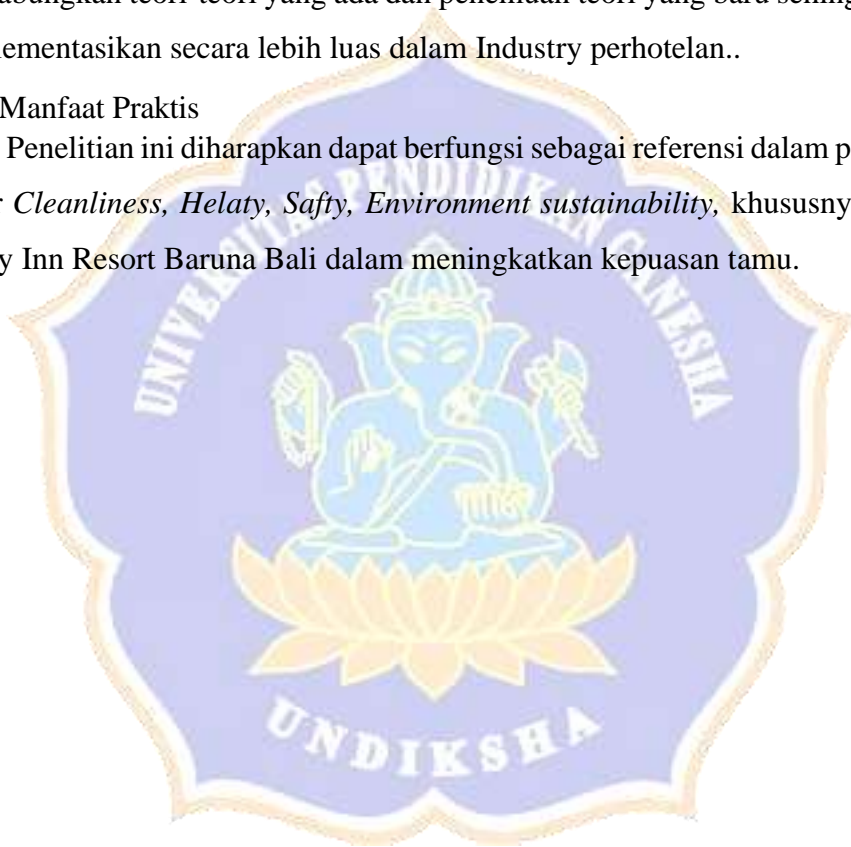 abungkan teori-teori yang ada dan penemuan teori yang baru sehing
lementasikan secara lebih luas dalam Industry perhotelan..
Manfaat Praktis
Penelitian ini diharapkan dapat berfungsi sebagai referensi dalam p
r Cleanliness, Helaty, Safty, Environment sustainability, khususny
y Inn Resort Baruna Bali dalam meningkatkan kepuasan tamu.
UNIVERSITAS PENDIDIKAN GANESHA
UNDIKSHA